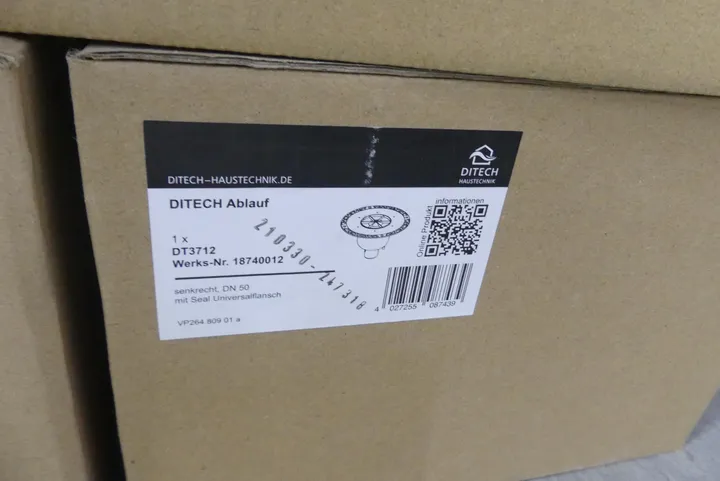 DITECH-HAUSTECHNIK.DE
DITECH
HAUSTECHNIK
DITECH Ablauf
1 x
DT3712
Werks-Nr. 18740012
senkrecht, DN 50
mit Seal Universalflansch
VP264 809 01 a
210330-247318
Online Produkt
informationen
4 027255 087439